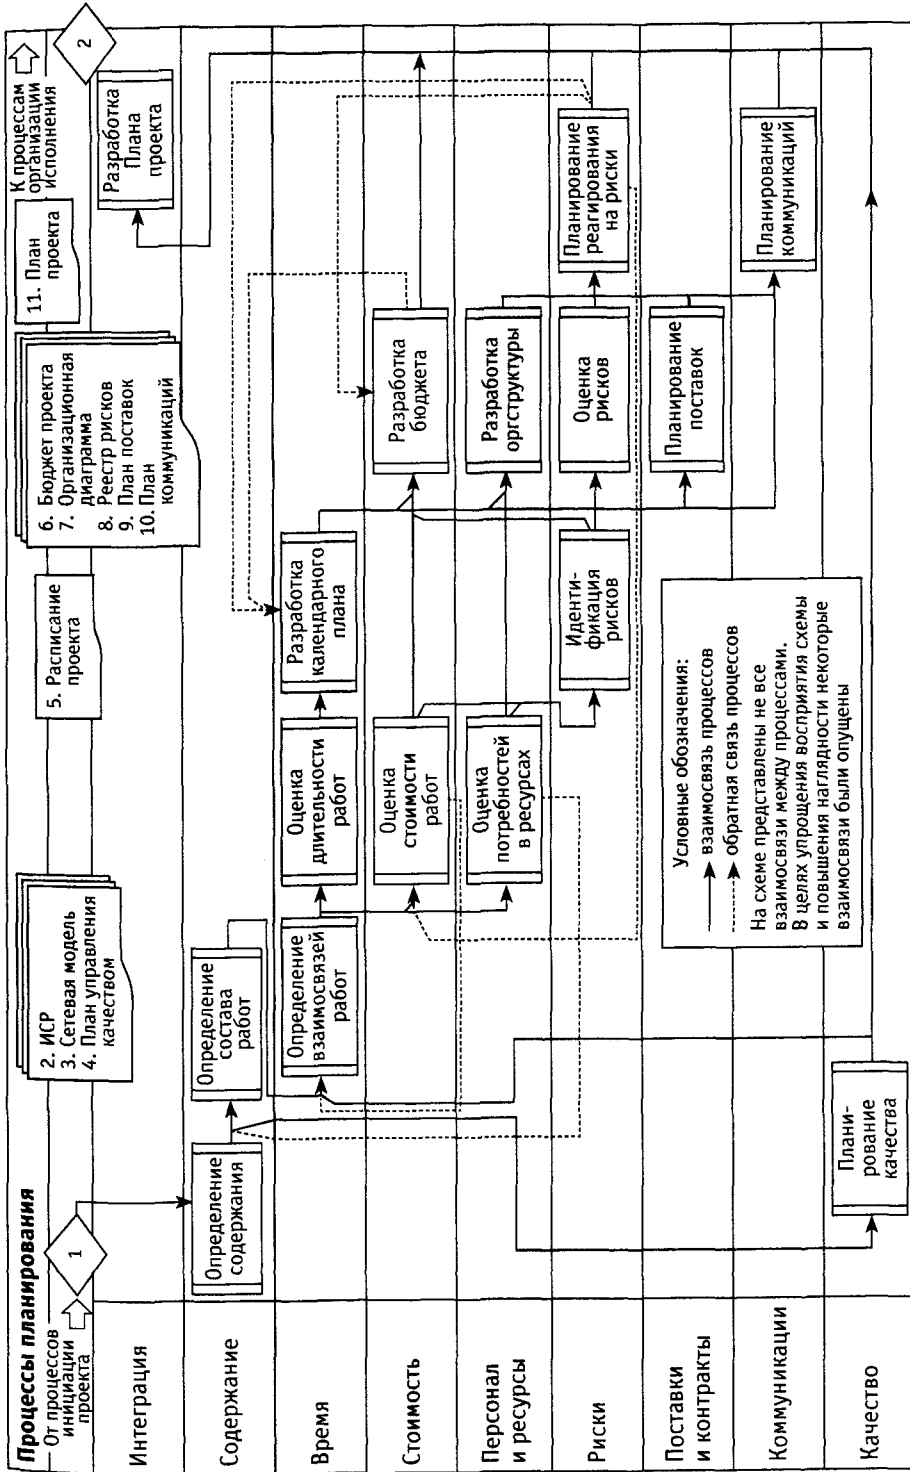 Процессы планирования
От процессов
инициации
проекта
1
2. ИСР
3. Сетевая модель
4. План управления
качеством
5. Расписание
проекта
6. Бюджет проекта
7. Организационная
диаграмма
8. Реестр рисков
9. План поставок
10. План
коммуникаций
11. План
проекта
К процессам
организации
исполнения
2
Интеграция
Разработка
Плана
проекта
Содержание
Определение
содержания
Определение
состава
работ
Время
Определение
взаимосвязей
работ
Оценка
длительности
работ
Разработка
календарного
плана
Стоимость
Оценка
стоимости
работ
Разработка
бюджета
Персонал
и ресурсы
Оценка
потребностей
в ресурсах
Разработка
оргструктуры
Риски
Иденти-
фикация
рисков
Оценка
рисков
Планирование
реагирования
на риски
Поставки
и контракты
Планирование
поставок
Коммуникации
Планирование
коммуникаций
Качество
Плани-
рование
качества
Условные обозначения:
взаимосвязь процессов
обратная связь процессов
На схеме представлены не все
взаимосвязи между процессами.
В целях упрощения восприятия схемы
и повышения наглядности некоторые
взаимосвязи были опущены